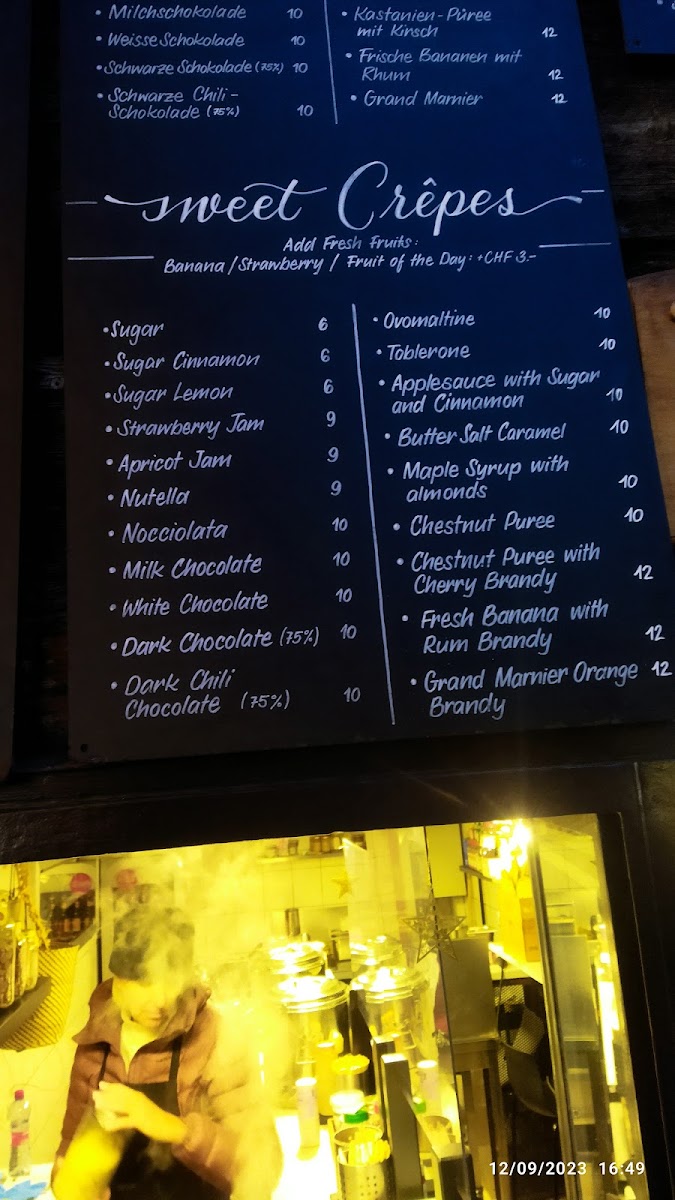 • Milchschokolade 10
• Weisse Schokolade 10
• Schwarze Schokolade (75%) 10
• Schwarze Chili-
Schokolade (75%) 10
• Kastanien-Püree
mit Kirsch 12
• Frische Bananen mit
Rhum 12
• Grand Marnier 12
Sweet Crêpes
Add Fresh Fruits:
Banana / Strawberry / Fruit of the Day: +CHF 3.-
• Sugar 6
• Sugar Cinnamon 6
• Sugar Lemon 6
• Strawberry Jam 9
• Apricot Jam 9
• Nutella 9
• Nocciolata 10
• Milk Chocolate 10
• White Chocolate 10
• Dark Chocolate (75%) 10
• Dark Chili
Chocolate (75%) 10
• Ovomaltine 10
• Toblerone 10
• Applesauce with Sugar
and Cinnamon 10
• Butter Salt Caramel 10
• Maple Syrup with
almonds 10
• Chestnut Puree 10
• Chestnut Puree with
Cherry Brandy 12
• Fresh Banana with
Rum Brandy 12
• Grand Marnier Orange 12
Brandy
12/09/2023 16:49